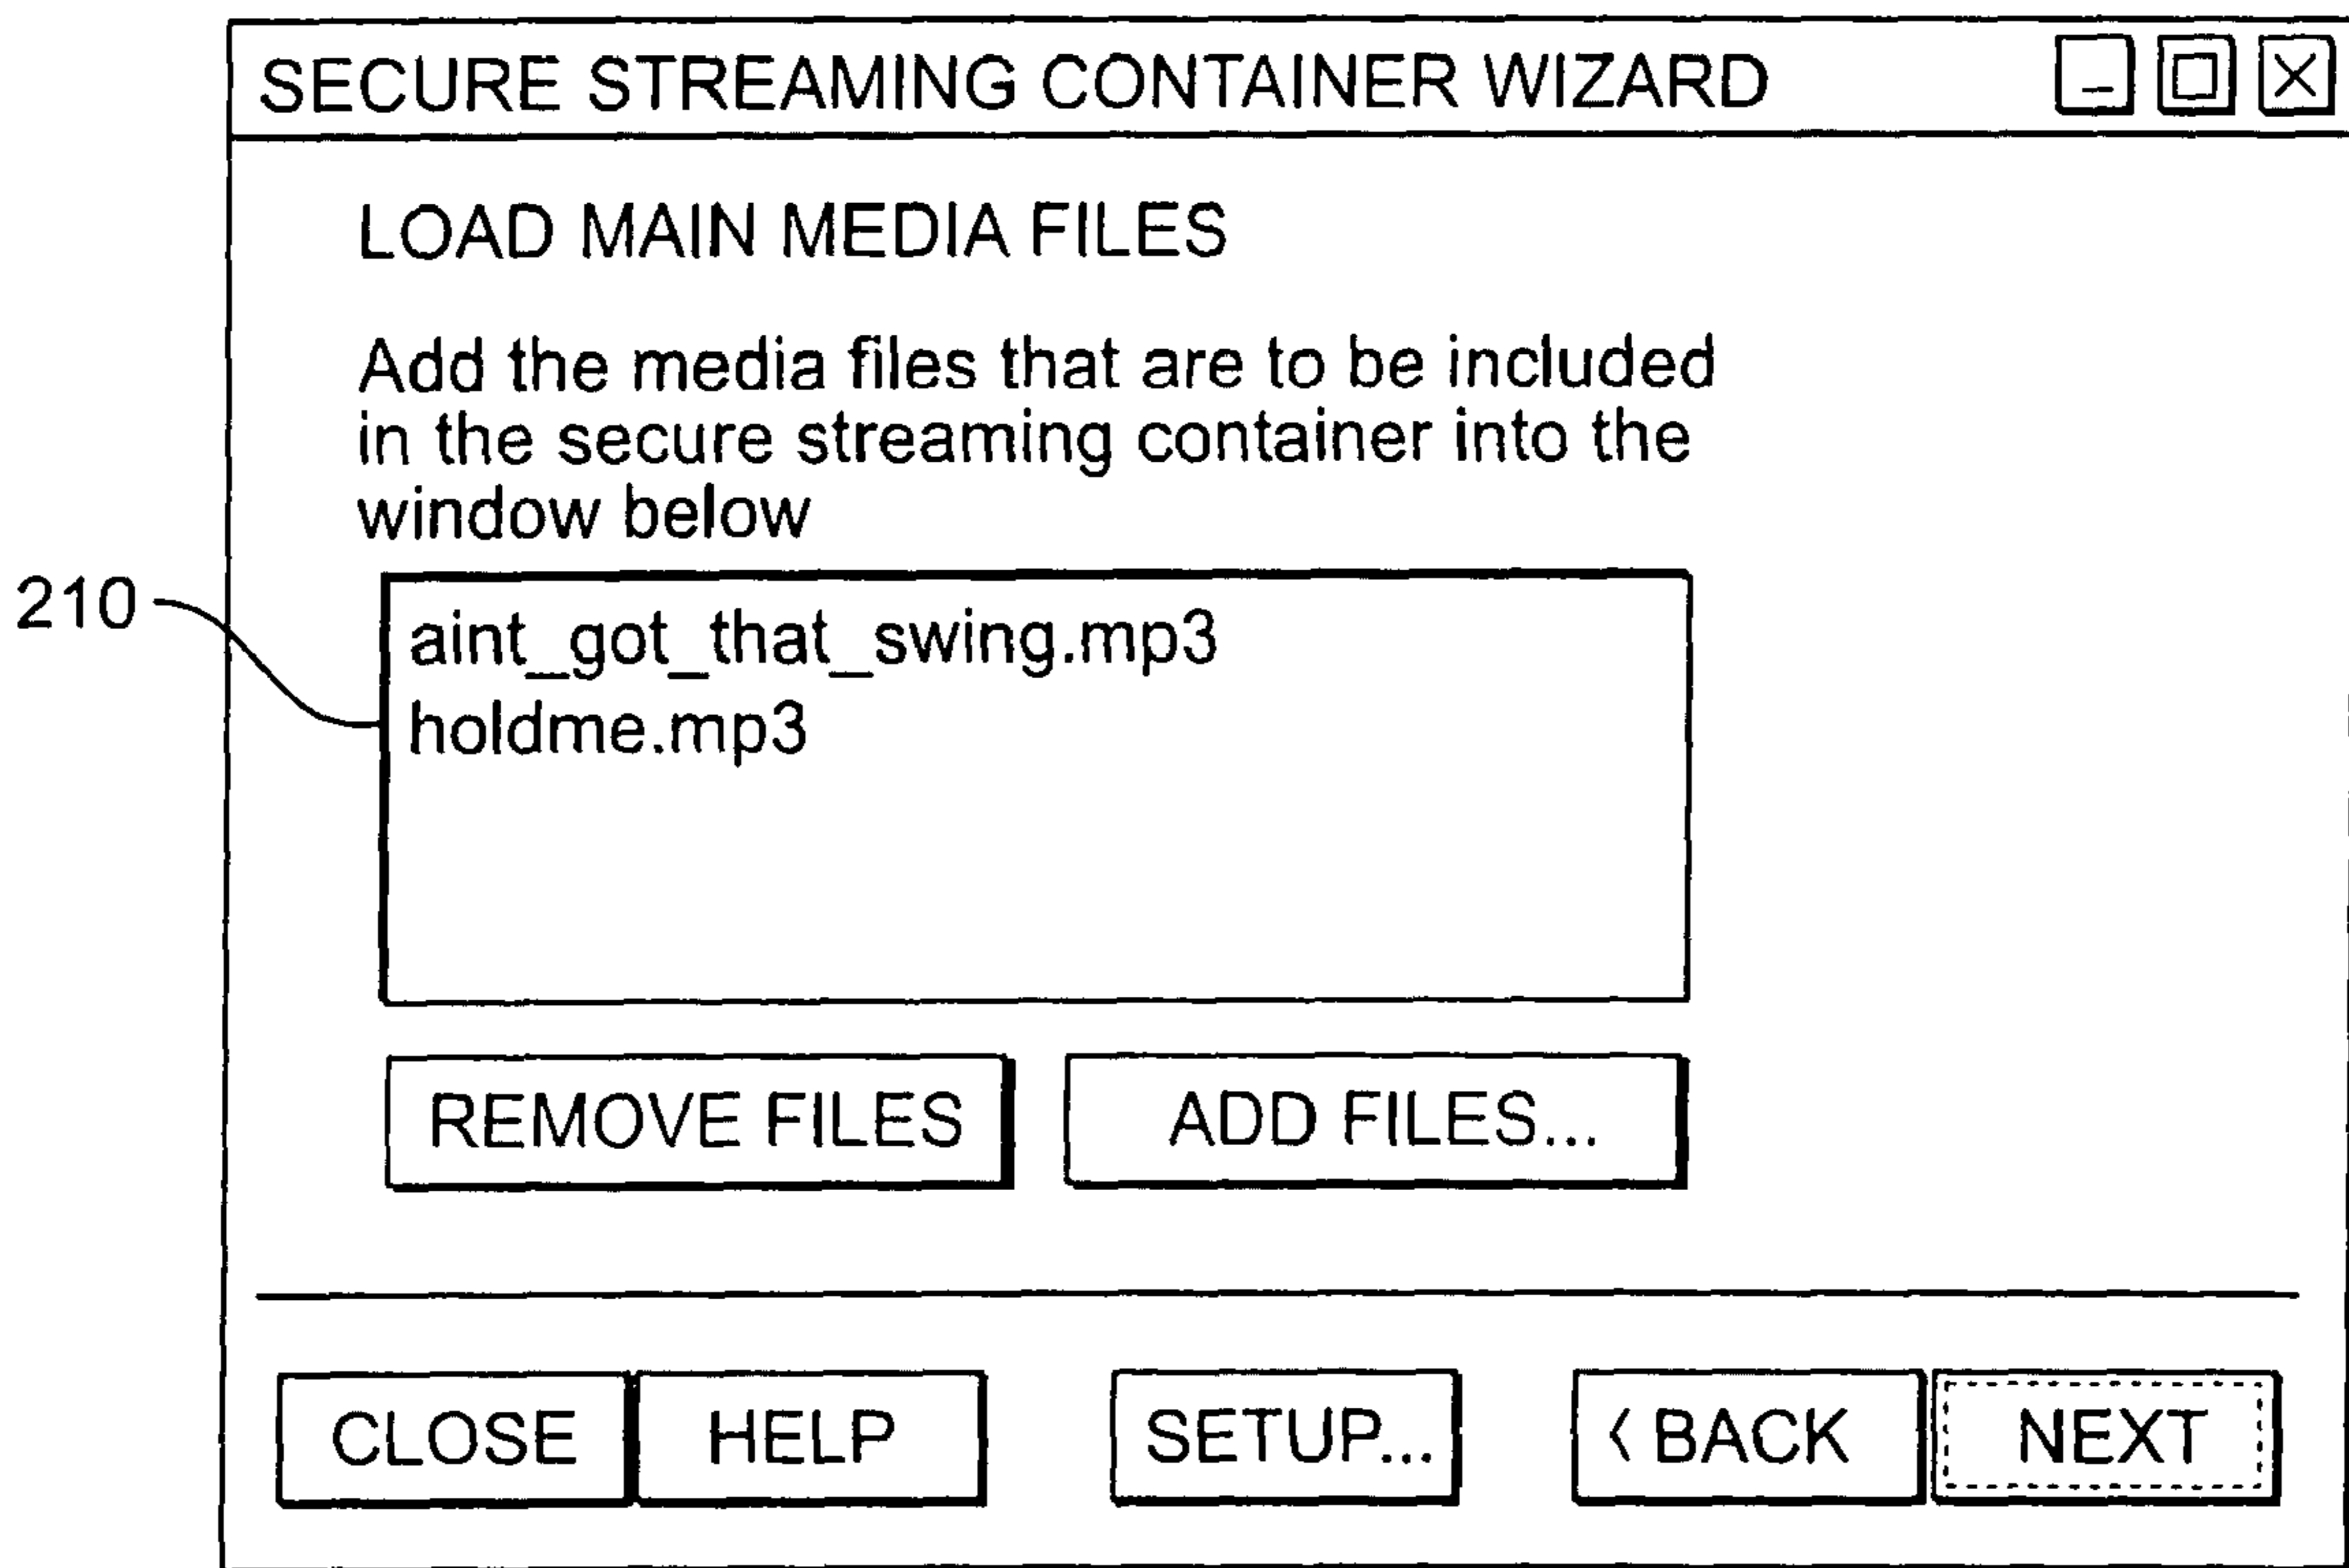 SECURE STREAMING CONTAINER WIZARD
LOAD MAIN MEDIA FILES
Add the media files that are to be included
in the secure streaming container into the
window below
210
aint_got_that_swing.mp3
holdme.mp3
REMOVE FILES ADD FILES...
CLOSE HELP SETUP... < BACK NEXT